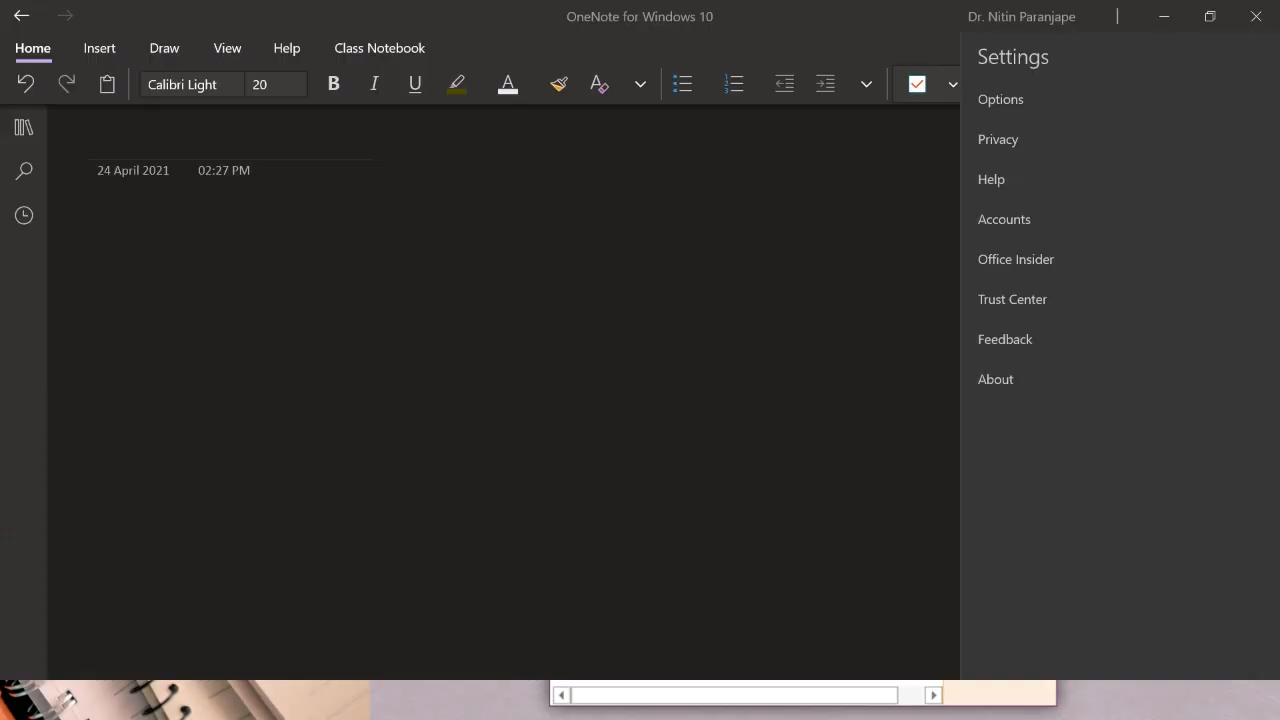 OneNote for Windows 10
Dr. Nitin Paranjape
Home Insert Draw View Help Class Notebook
Calibri Light 20 B I U A A
24 April 2021 02:27 PM
Settings
Options
Privacy
Help
Accounts
Office Insider
Trust Center
Feedback
About